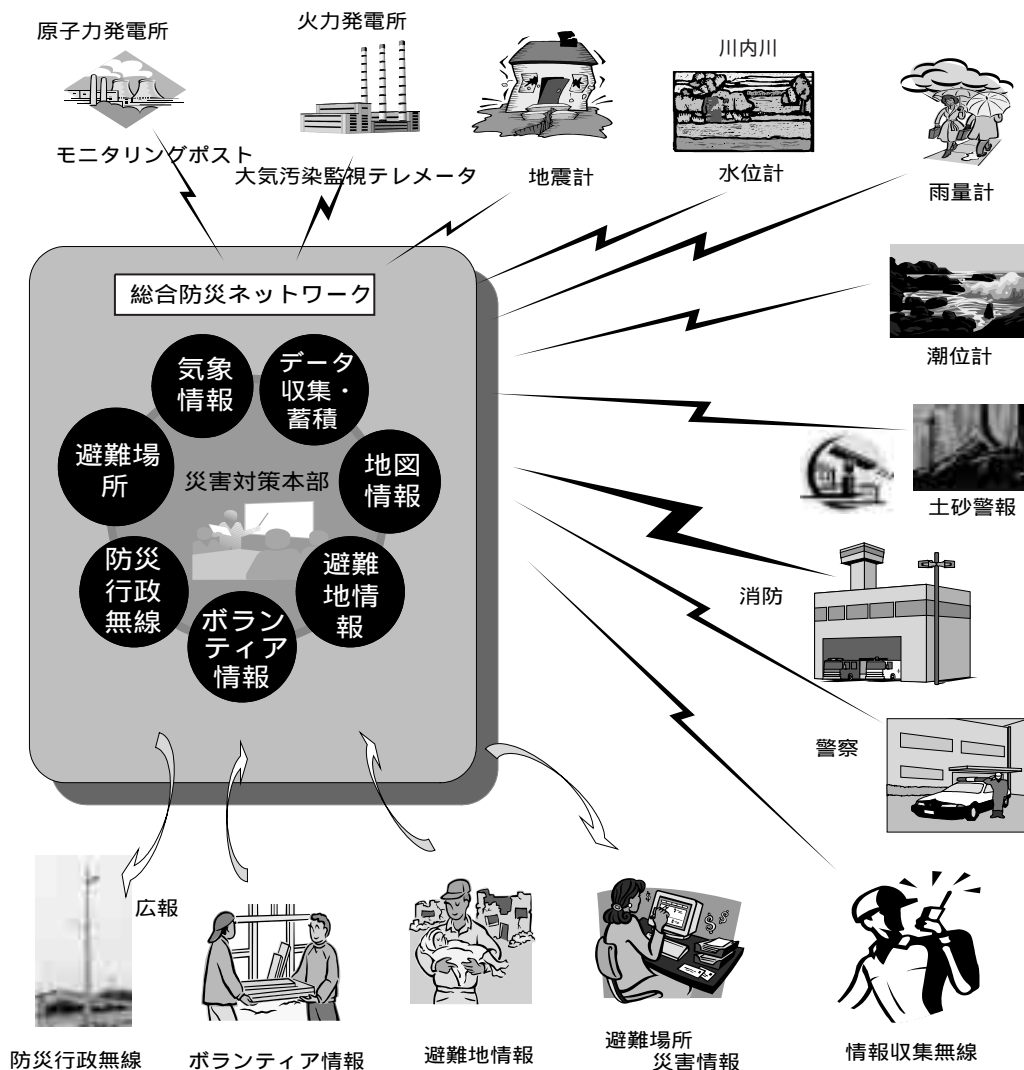 原子力発電所
火力発電所
川内川
モニタリングポスト
大気汚染監視テレメータ
地震計
水位計
雨量計
総合防災ネットワーク
潮位計
気象
情報
データ
収集・
蓄積
避難場
所
災害対策本部
地図
情報
土砂警報
防災
行政
無線
避難
地情
報
ボラン
ティア
情報
消防
警察
広報
防災行政無線
ボランティア情報
避難地情報
避難場所
災害情報
情報収集無線